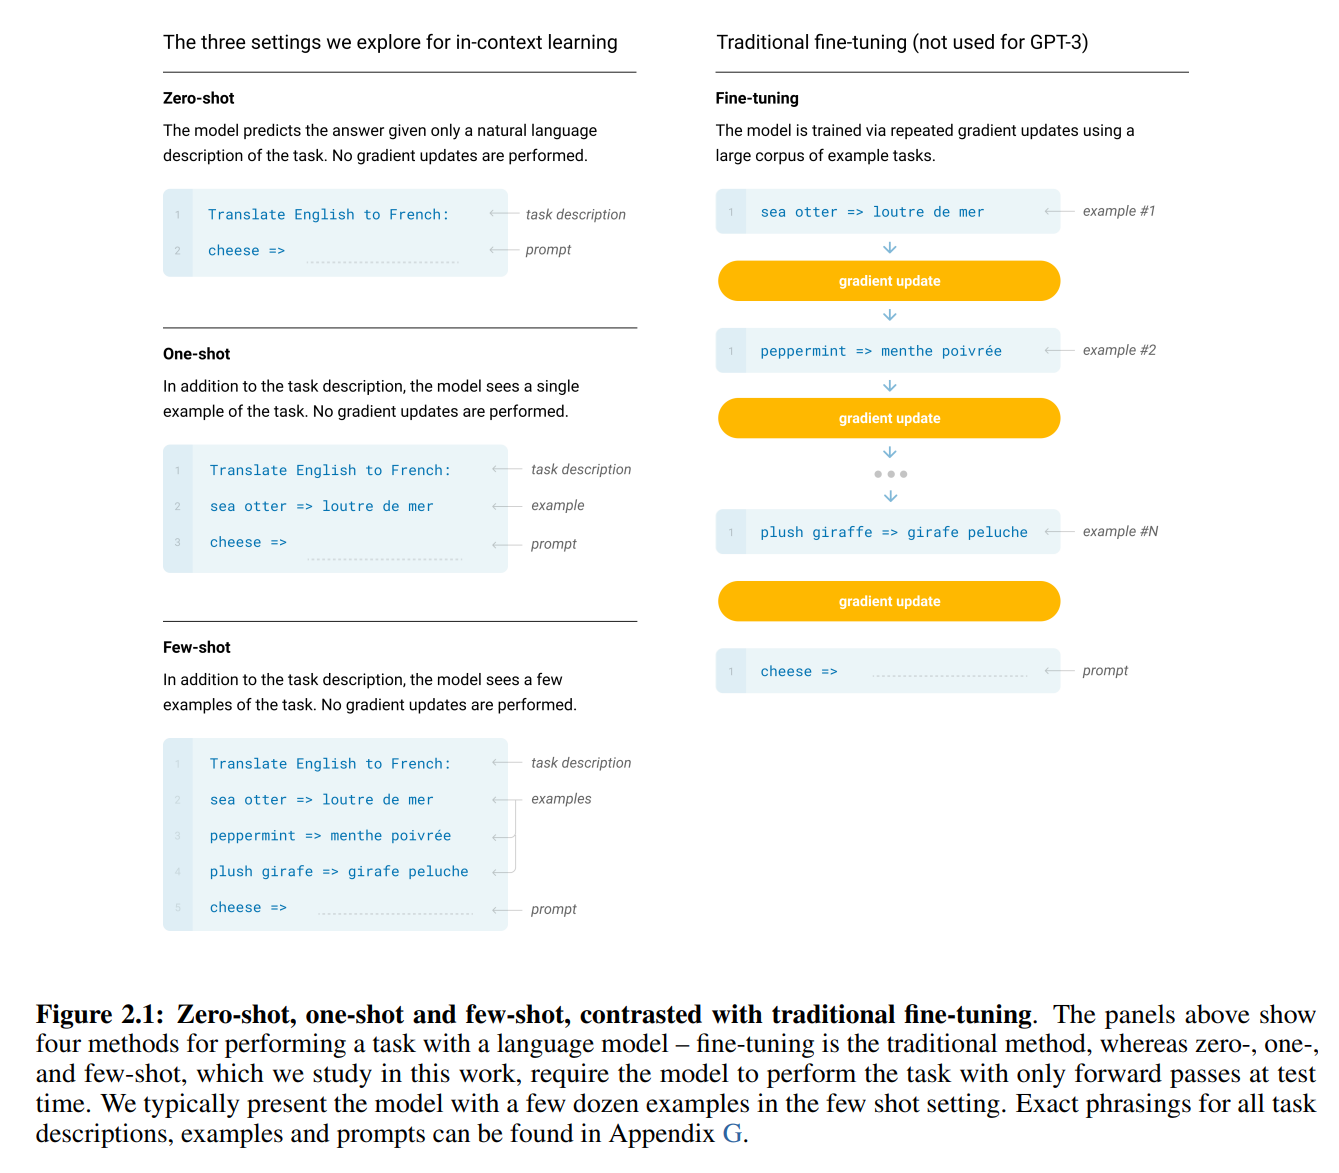 The three settings we explore for in-context learning
Zero-shot
The model predicts the answer given only a natural language
description of the task. No gradient updates are performed.
1 Translate English to French: task description
2 cheese => prompt
One-shot
In addition to the task description, the model sees a single
example of the task. No gradient updates are performed.
1 Translate English to French: task description
2 sea otter => loutre de mer example
3 cheese => prompt
Few-shot
In addition to the task description, the model sees a few
examples of the task. No gradient updates are performed.
1 Translate English to French: task description
2 sea otter => loutre de mer examples
3 peppermint => menthe poivrée
4 plush girafe => girafe peluche
5 cheese => prompt
Traditional fine-tuning (not used for GPT-3)
Fine-tuning
The model is trained via repeated gradient updates using a
large corpus of example tasks.
1 sea otter => loutre de mer example #1
gradient update
1 peppermint => menthe poivrée example #2
gradient update
1 plush giraffe => girafe peluche example #N
gradient update
1 cheese => prompt
Figure 2.1: Zero-shot, one-shot and few-shot, contrasted with traditional fine-tuning. The panels above show
four methods for performing a task with a language model – fine-tuning is the traditional method, whereas zero-, one-,
and few-shot, which we study in this work, require the model to perform the task with only forward passes at test
time. We typically present the model with a few dozen examples in the few shot setting. Exact phrasings for all task
descriptions, examples and prompts can be found in Appendix G.